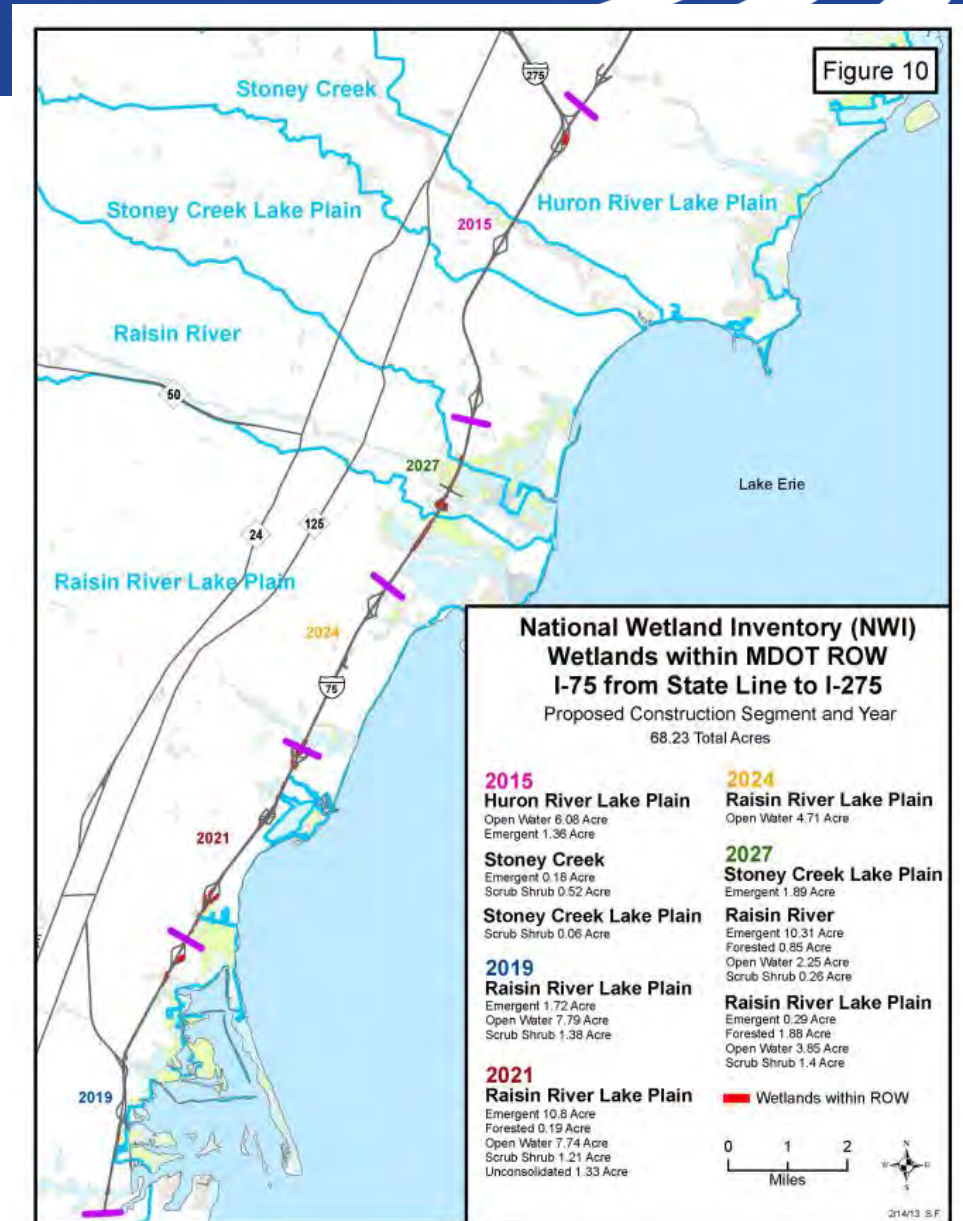 Figure 10
275
Stoney Creek
Huron River Lake Plain
Stoney Creek Lake Plain
2015
Raisin River
50
2027
Lake Erie
24
125
Raisin River Lake Plain
2024
75
2021
2019
National Wetland Inventory (NWI)
Wetlands within MDOT ROW
I-75 from State Line to I-275
Proposed Construction Segment and Year
68.23 Total Acres
2015
Huron River Lake Plain
Open Water 6.08 Acre
Emergent 1.36 Acre
Stoney Creek
Emergent 0.18 Acre
Scrub Shrub 0.52 Acre
Stoney Creek Lake Plain
Scrub Shrub 0.06 Acre
2019
Raisin River Lake Plain
Emergent 1.72 Acre
Open Water 7.79 Acre
Scrub Shrub 1.38 Acre
2021
Raisin River Lake Plain
Emergent 10.8 Acre
Forested 0.19 Acre
Open Water 7.74 Acre
Scrub Shrub 1.21 Acre
Unconsolidated 1.33 Acre
2024
Raisin River Lake Plain
Open Water 4.71 Acre
2027
Stoney Creek Lake Plain
Emergent 1.89 Acre
Raisin River
Emergent 10.31 Acre
Forested 0.85 Acre
Open Water 2.25 Acre
Scrub Shrub 0.26 Acre
Raisin River Lake Plain
Emergent 0.29 Acre
Forested 1.88 Acre
Open Water 3.85 Acre
Scrub Shrub 1.4 Acre
Wetlands within ROW
0 1 2
Miles
N
W E
S
2/14/13 S.F